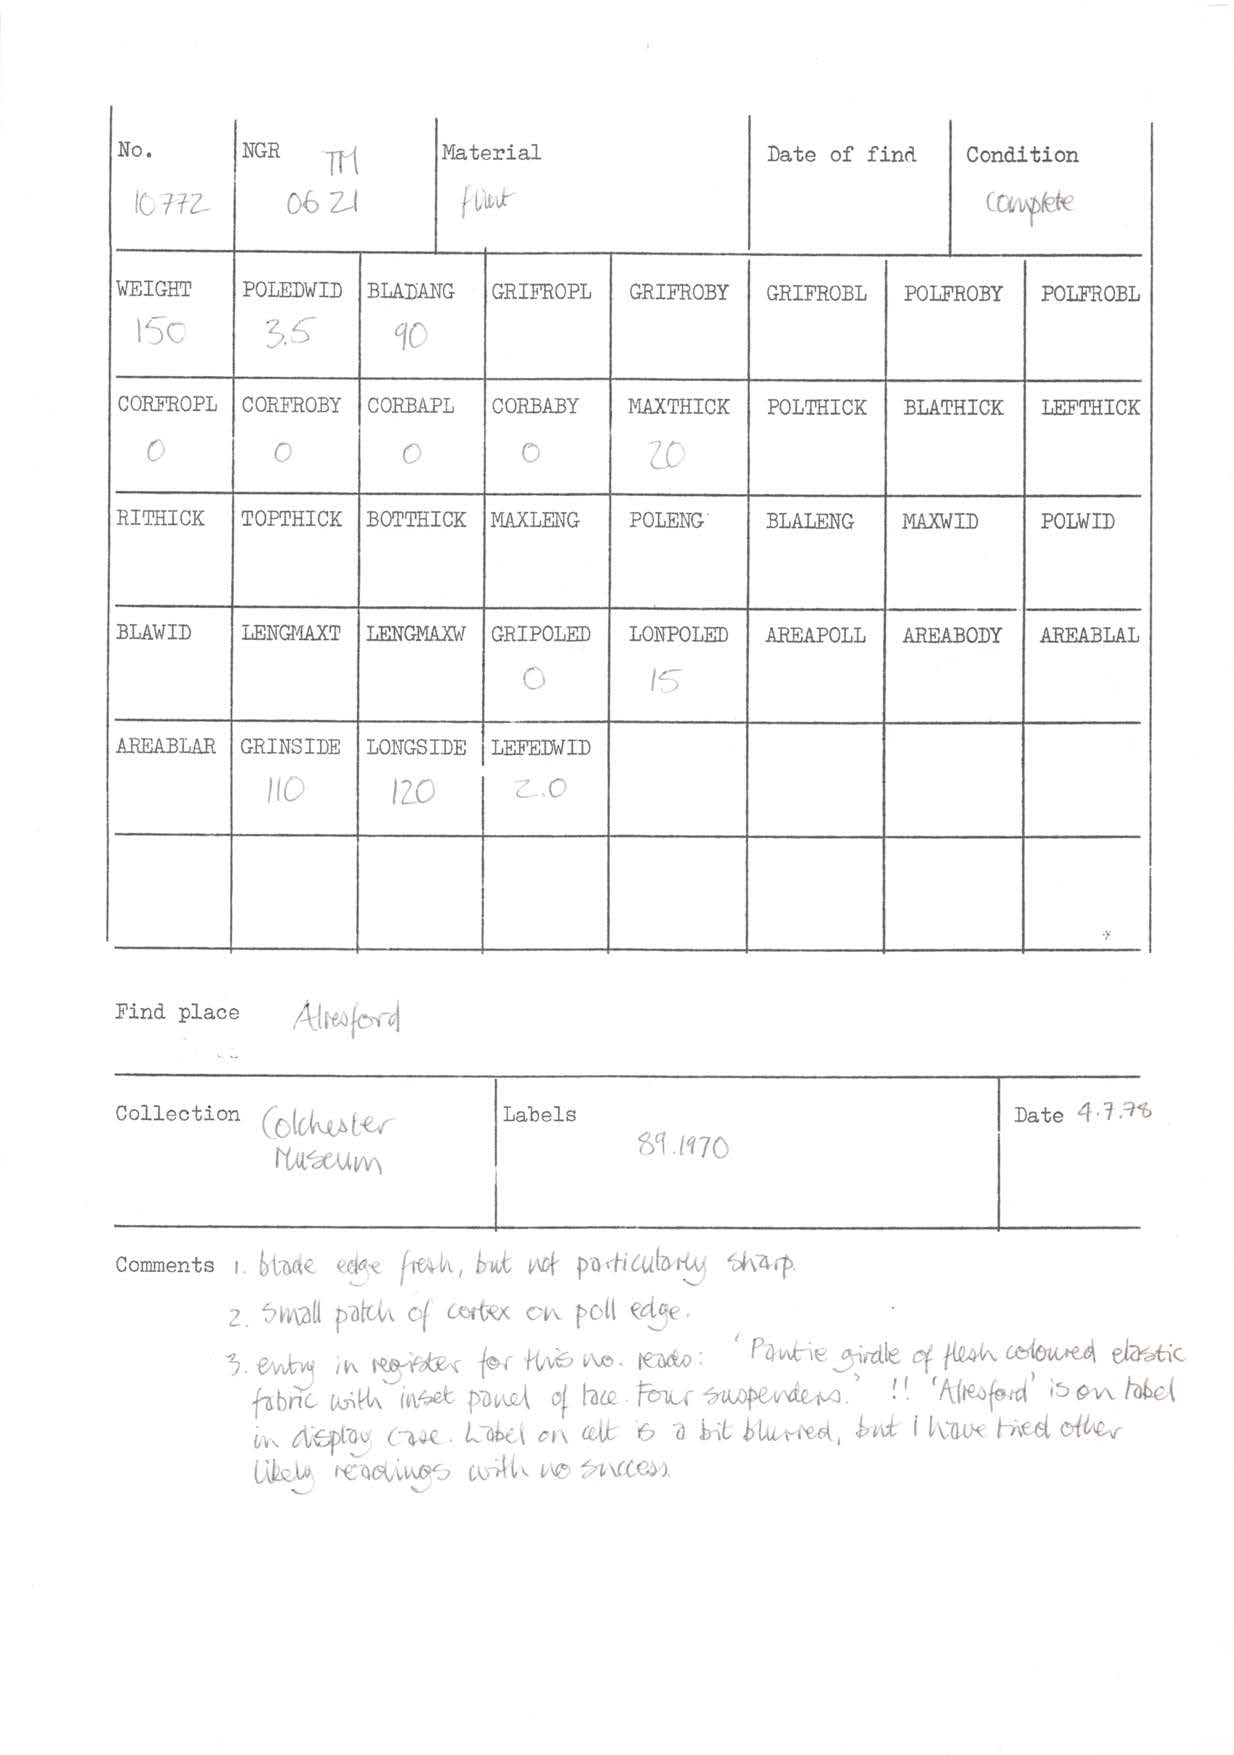 No. NGR TM Material Date of find Condition
10772 06 21 flint complete
WEIGHT POLEDWID BLADANG GRIFROPL GRIFROBY GRIFROBL POLFROBY POLFROBL
150 3.5 90
CORFROPL CORFROBY CORBAPL CORBABY MAXTHICK POLTHICK BLATHICK LEFTHICK
0 0 0 0 20
RITHICK TOPTHICK BOTTHICK MAXLENG POLENG BLALENG MAXWID POLWID
BLAWID LENGMAXT LENGMAXW GRIPOLED LONPOLED AREAPOLL AREABODY AREABLAL
0 15
AREABLAR GRINSIDE LONGSIDE LEFEDWID
110 120 2.0
Find place Alresford
Collection Colchester Labels Date 4.7.78
Museum 89.1970
Comments 1. blade edge fresh, but not particularly sharp.
2. Small patch of cortex on poll edge.
3. entry in register for this no. reads: 'Pantie girdle of flesh coloured elastic
fabric with inset panel of lace. Four suspenders.' !! 'Alresford' is on label
in display case. Label on celt is a bit blurred, but I have tried other
likely readings with no success.